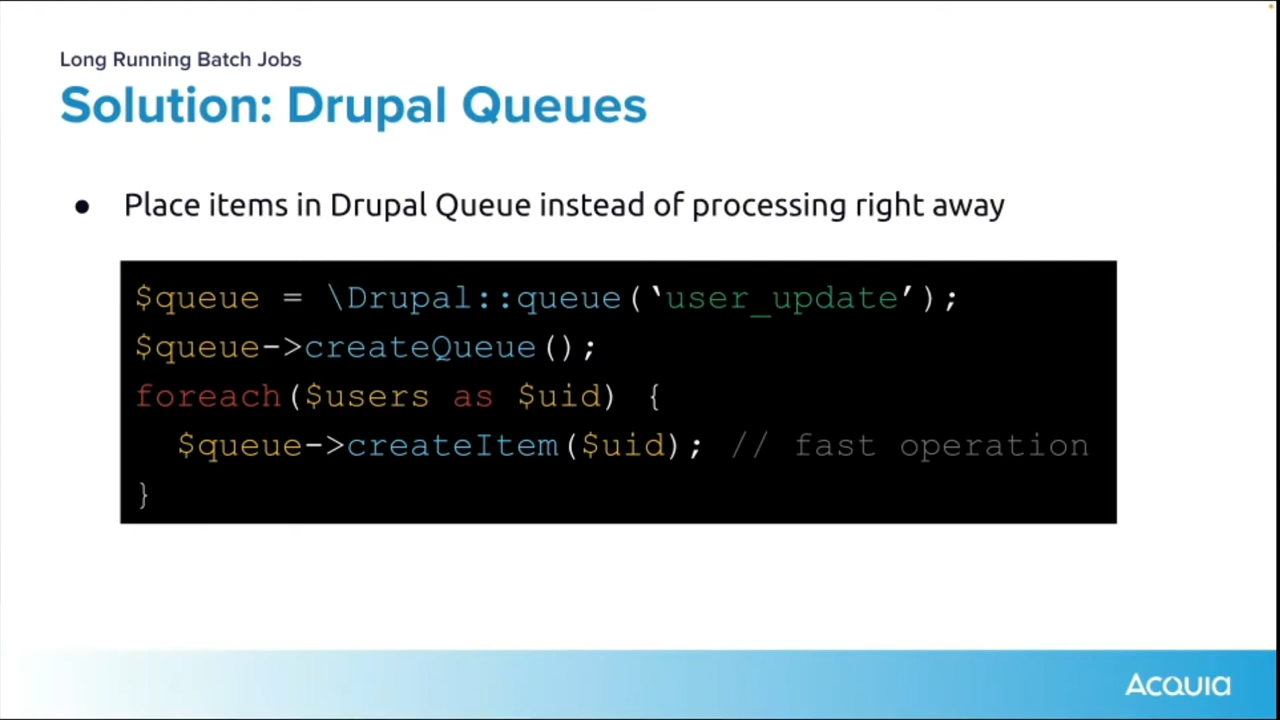 Long Running Batch Jobs
Solution: Drupal Queues
● Place items in Drupal Queue instead of processing right away
$queue = \Drupal::queue(‘user_update’);
$queue->createQueue();
foreach($users as $uid) {
  $queue->createItem($uid); // fast operation
}
Acquia